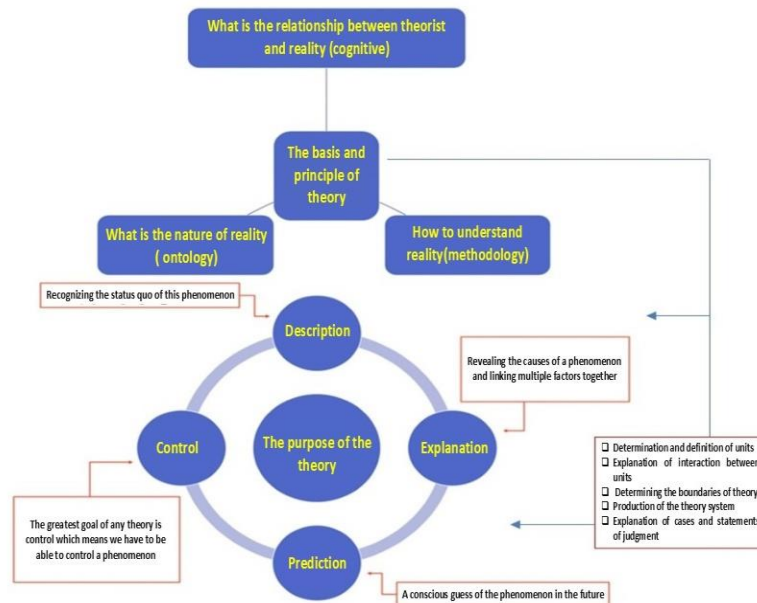 What is the relationship between theorist
and reality (cognitive)
The basis and
principle of
theory
What is the nature of reality
( ontology)
How to understand
reality(methodology)
Recognizing the status quo of this phenomenon
Description
Revealing the causes of a phenomenon
and linking multiple factors together
Control
The purpose of the
theory
Explanation
Determination and definition of units
Explanation of interaction between
units
Determining the boundaries of theory
Production of the theory system
Explanation of cases and statements
of judgment
The greatest goal of any theory is
control which means we have to be
able to control a phenomenon
Prediction
A conscious guess of the phenomenon in the future